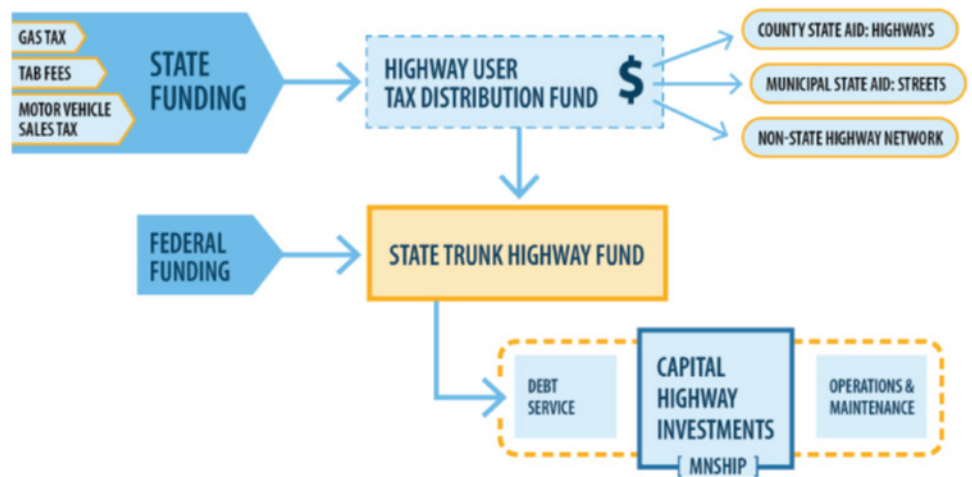 GAS TAX
TAB FEES
MOTOR VEHICLE
SALES TAX
STATE
FUNDING
HIGHWAY USER
TAX DISTRIBUTION FUND
$
COUNTY STATE AID: HIGHWAYS
MUNICIPAL STATE AID: STREETS
NON-STATE HIGHWAY NETWORK
FEDERAL
FUNDING
STATE TRUNK HIGHWAY FUND
DEBT
SERVICE
CAPITAL
HIGHWAY
INVESTMENTS
[ MNSHIP ]
OPERATIONS &
MAINTENANCE